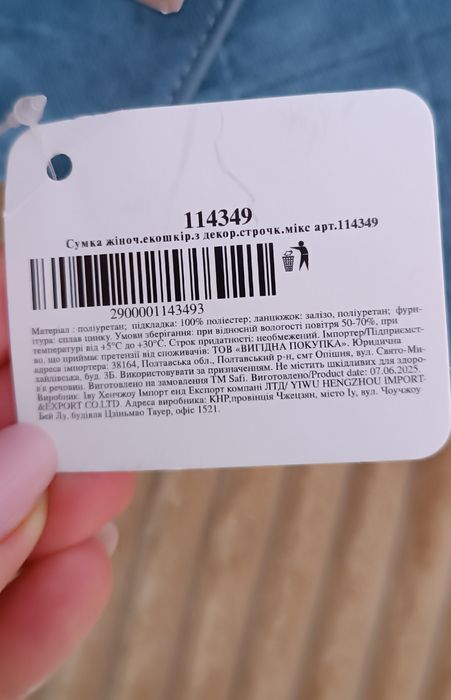 114349
Сумка жіноч.екошкір.з декор.строчк.мікс арт.114349
2900001143493
Матеріал : поліуретан; підкладка: 100% поліестер; ланцюжок: залізо, поліуретан; фурн-
ітура: сплав цинку. Умови зберігання: при відносній вологості повітря 50-70%, при
температурі від +5°С до +30°С. Строк придатності: необмежений. Імпортер/Підприємст-
во, що приймає претензії від споживачів: ТОВ «ВИГІДНА ПОКУПКА». Юридична
адреса імпортера: 38164, Полтавська обл., Полтавський р-н, смт Опішня, вул. Свято-Ми-
хайлівська, буд. 3Б. Використовувати за призначенням. Не містить шкідливих для здоро-
в'я речовин. Виготовлено на замовлення ТМ Safi. Виготовлено/Product date: 07.06.2025.
Виробник: Іву Хенчжоу Імпорт енд Експорт компані ЛТД/ YIWU HENGZHOU IMPORT-
&EXPORT CO.LTD. Адреса виробника: КНР,провінція Чжецзян, місто Іу, вул. Чоучжоу
Бей Лу, будівля Цзіньмао Тауер, офіс 1521.